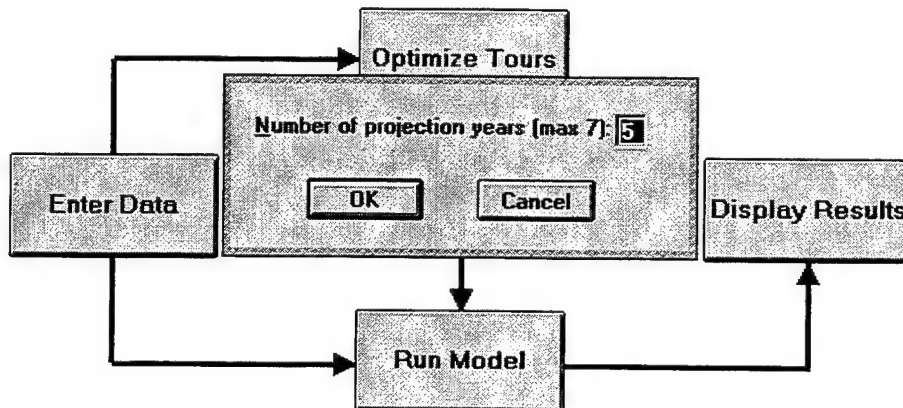 Optimize Tours
Number of projection years (max 7): 5
Enter Data
OK
Cancel
Display Results
Run Model